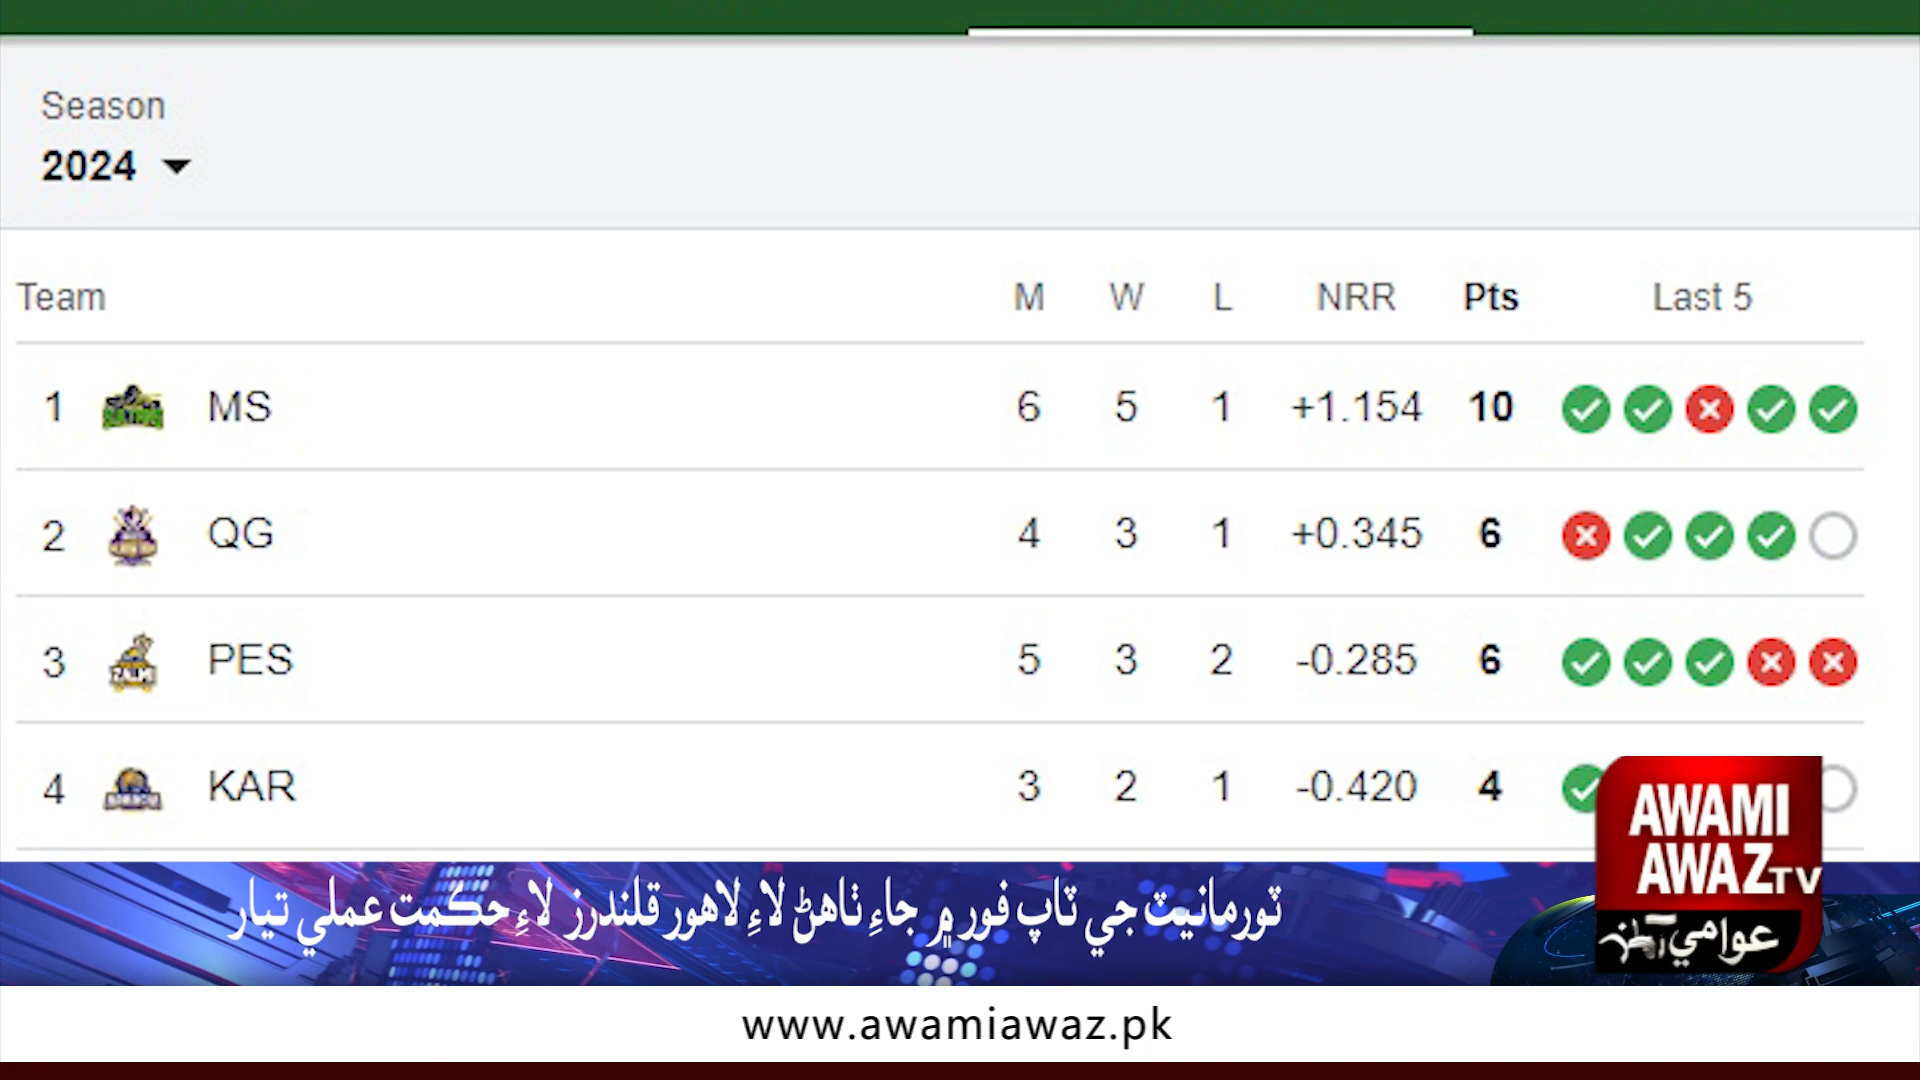 Season
2024
Team M W L NRR Pts Last 5
1 MS 6 5 1 +1.154 10
2 QG 4 3 1 +0.345 6
3 PES 5 3 2 -0.285 6
ZALMI
4 KAR 3 2 1 -0.420 4
AWAMI
AWAZ TV
عوامي آواز
ٽورمانيٽ جي ٽاپ فور ۾ جاءِ ٺاهڻ لاءِ لاهور قلندرز لاءِ حڪمت عملي تيار
www.awamiawaz.pk